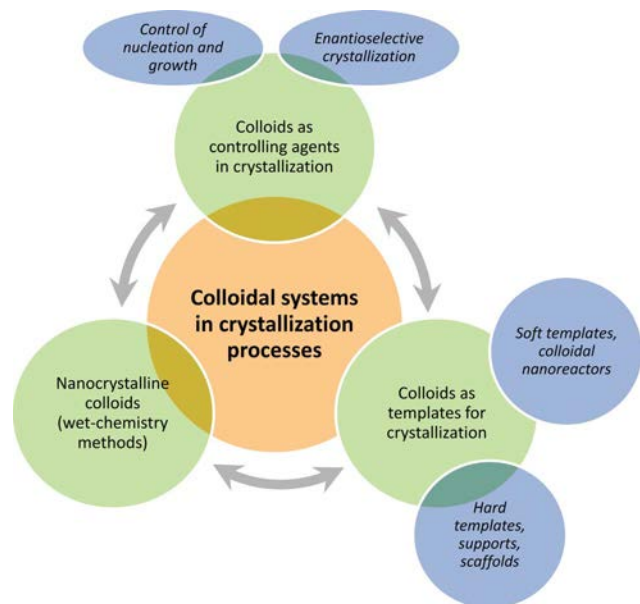 Control of
nucleation and
growth
Enantioselective
crystallization
Colloids as
controlling agents
in crystallization
Colloidal systems
in crystallization
processes
Nanocrystalline
colloids
(wet-chemistry
methods)
Colloids as
templates for
crystallization
Soft templates,
colloidal
nanoreactors
Hard
templates,
supports,
scaffolds